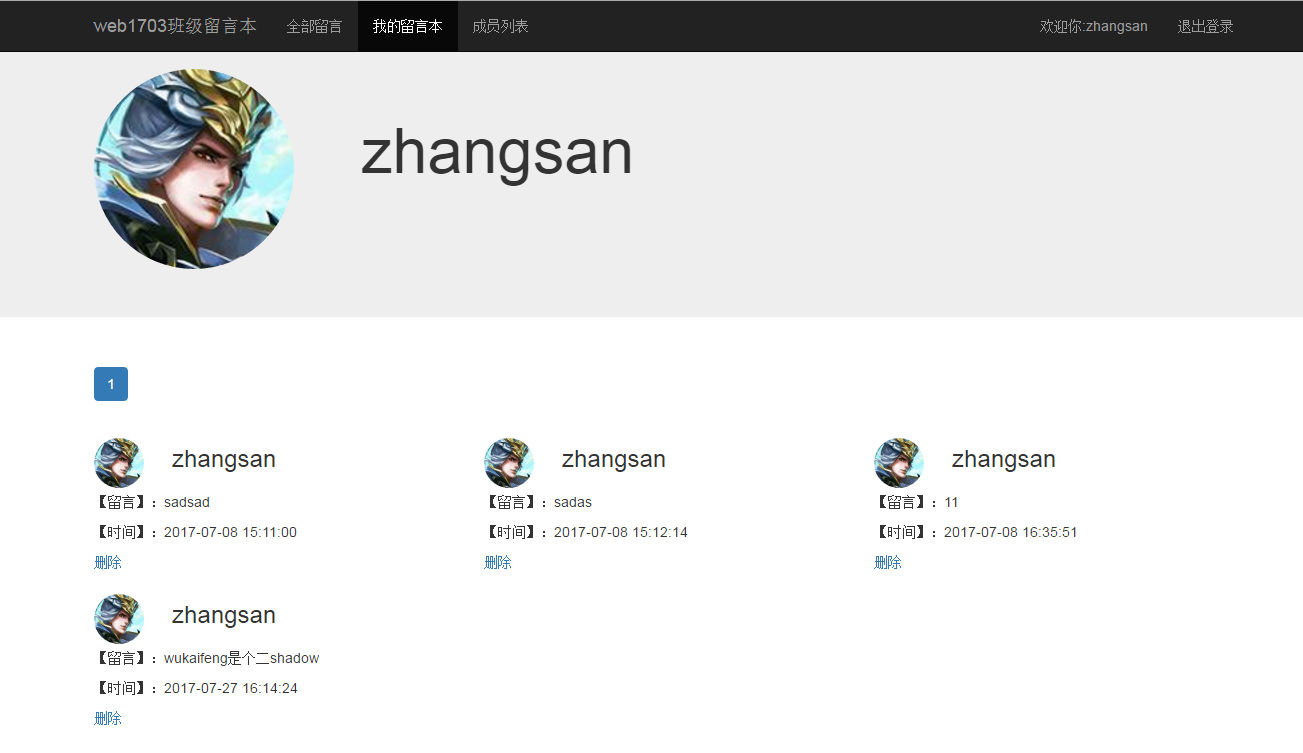 web1703班级留言本 全部留言 我的留言本 成员列表 欢迎你:zhangsan 退出登录
zhangsan
1
zhangsan
【留言】：sadsad
【时间】：2017-07-08 15:11:00
删除
zhangsan
【留言】：sadas
【时间】：2017-07-08 15:12:14
删除
zhangsan
【留言】：11
【时间】：2017-07-08 16:35:51
删除
zhangsan
【留言】：wukaifeng是个二shadow
【时间】：2017-07-27 16:14:24
删除